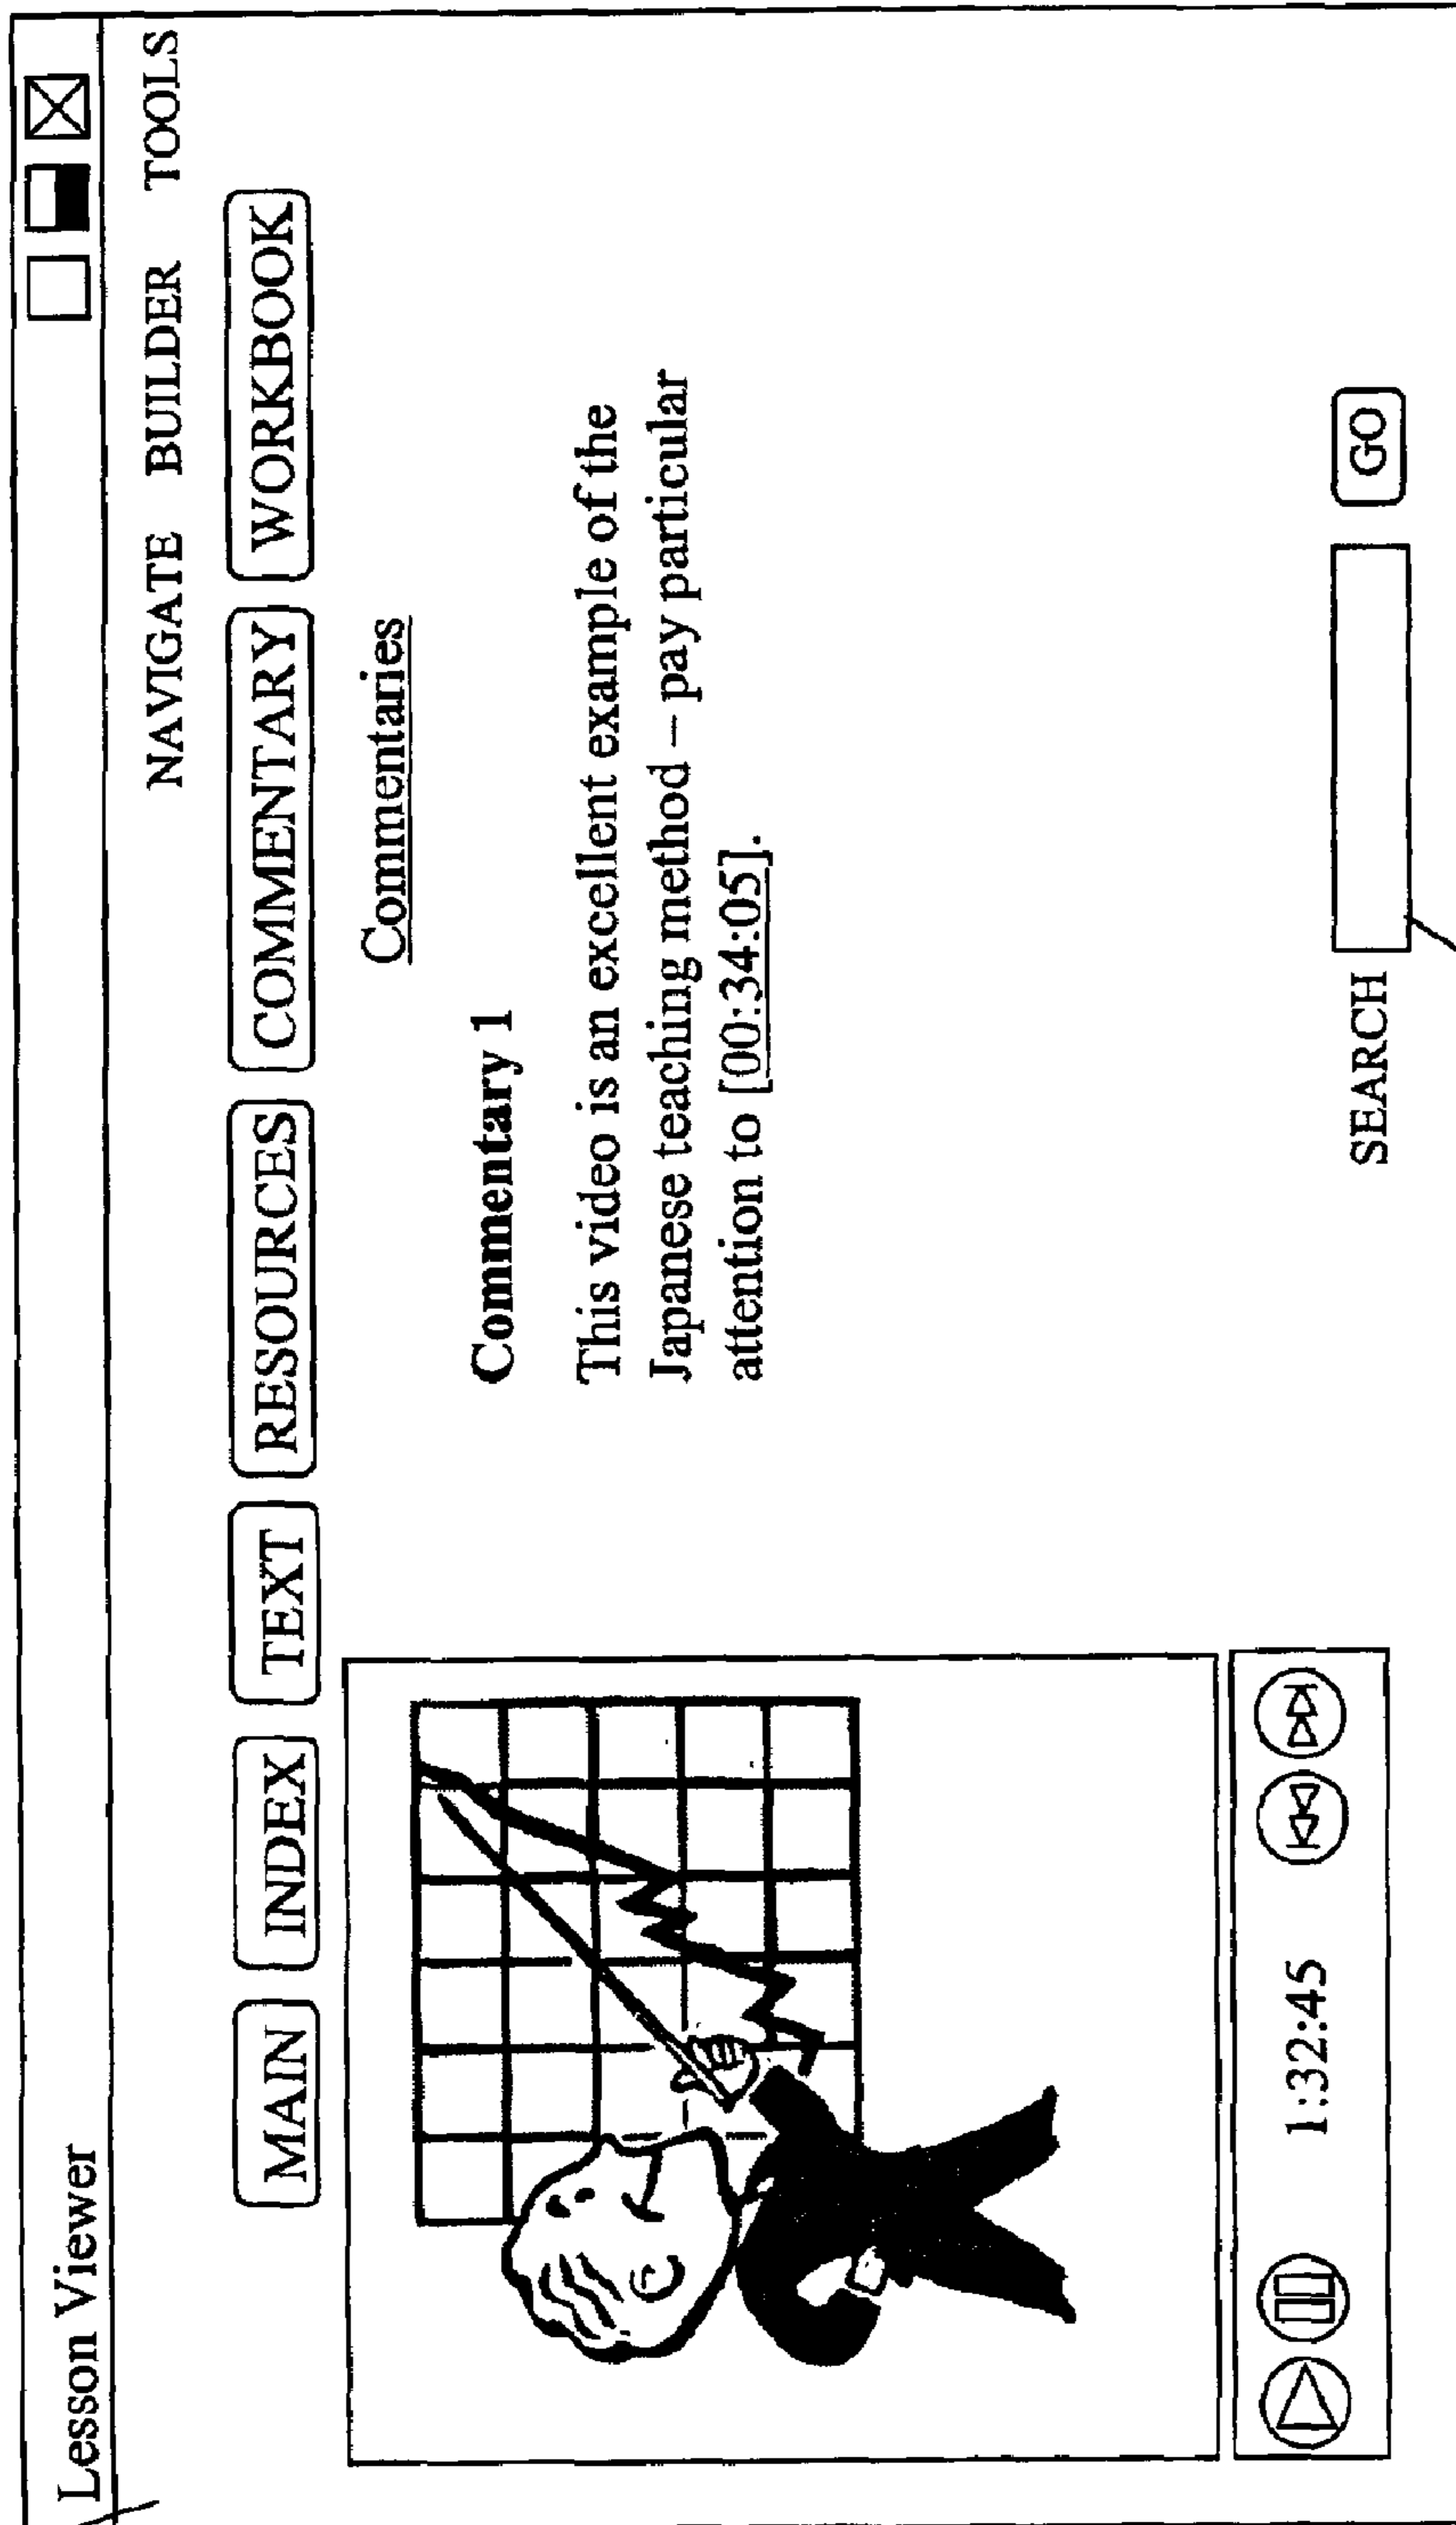 Lesson Viewer
NAVIGATE BUILDER TOOLS
MAIN INDEX TEXT RESOURCES COMMENTARY WORKBOOK
Commentaries
Commentary 1
This video is an excellent example of the
Japanese teaching method – pay particular
attention to [00:34:05].
1:32:45
SEARCH GO